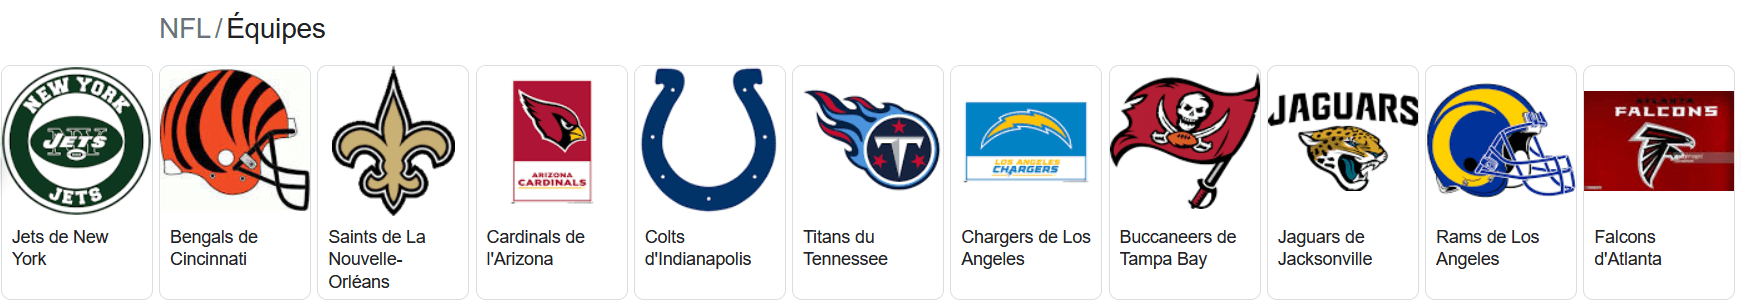 NFL / Équipes
NEW YORK
NY
JETS
JETS
Jets de New
York
Bengals de
Cincinnati
Saints de La
Nouvelle-
Orléans
ARIZONA
CARDINALS
Cardinals de
l'Arizona
Colts
d'Indianapolis
T
Titans du
Tennessee
LOS ANGELES
CHARGERS
Chargers de Los
Angeles
Buccaneers de
Tampa Bay
JAGUARS
Jaguars de
Jacksonville
Rams de Los
Angeles
ATLANTA
FALCONS
Falcons
d'Atlanta